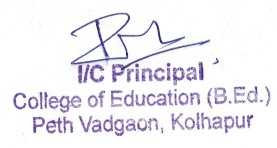 I/C Principal
College of Education (B.Ed.)
Peth Vadgaon, Kolhapur